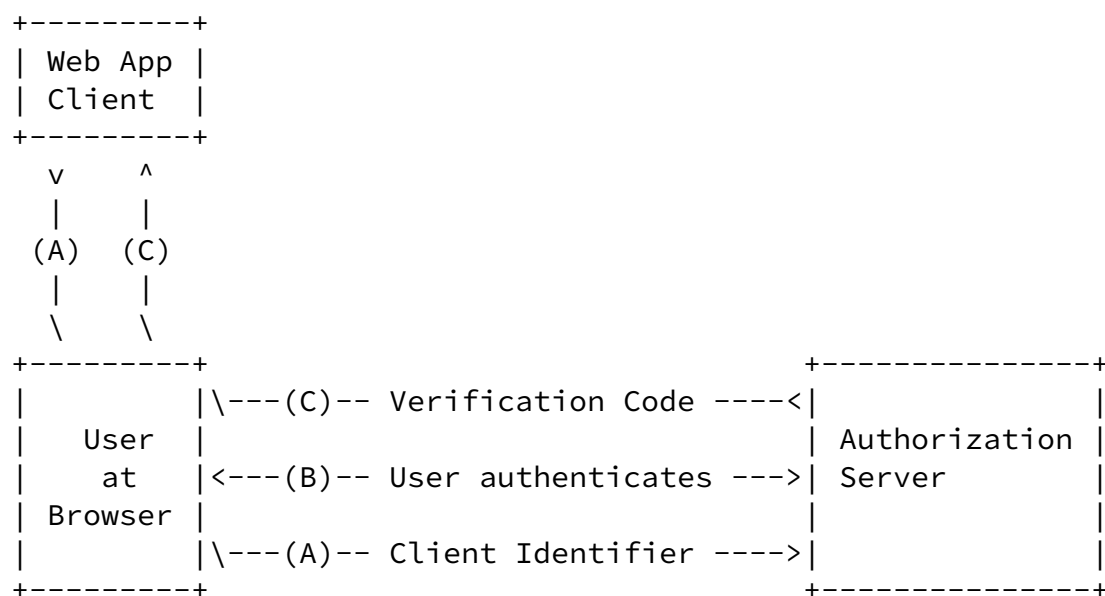 +---------+
| Web App |
| Client  |
+---------+
  v    ^
  |    |
 (A)  (C)
  |    |
  \    \
+---------+                              +---------------+
|         |\---(C)-- Verification Code ----<|               |
|   User  |                              | Authorization |
|    at   |<---(B)-- User authenticates --->| Server        |
| Browser |                              |               |
|         |\---(A)-- Client Identifier ---->|               |
+---------+                              +---------------+